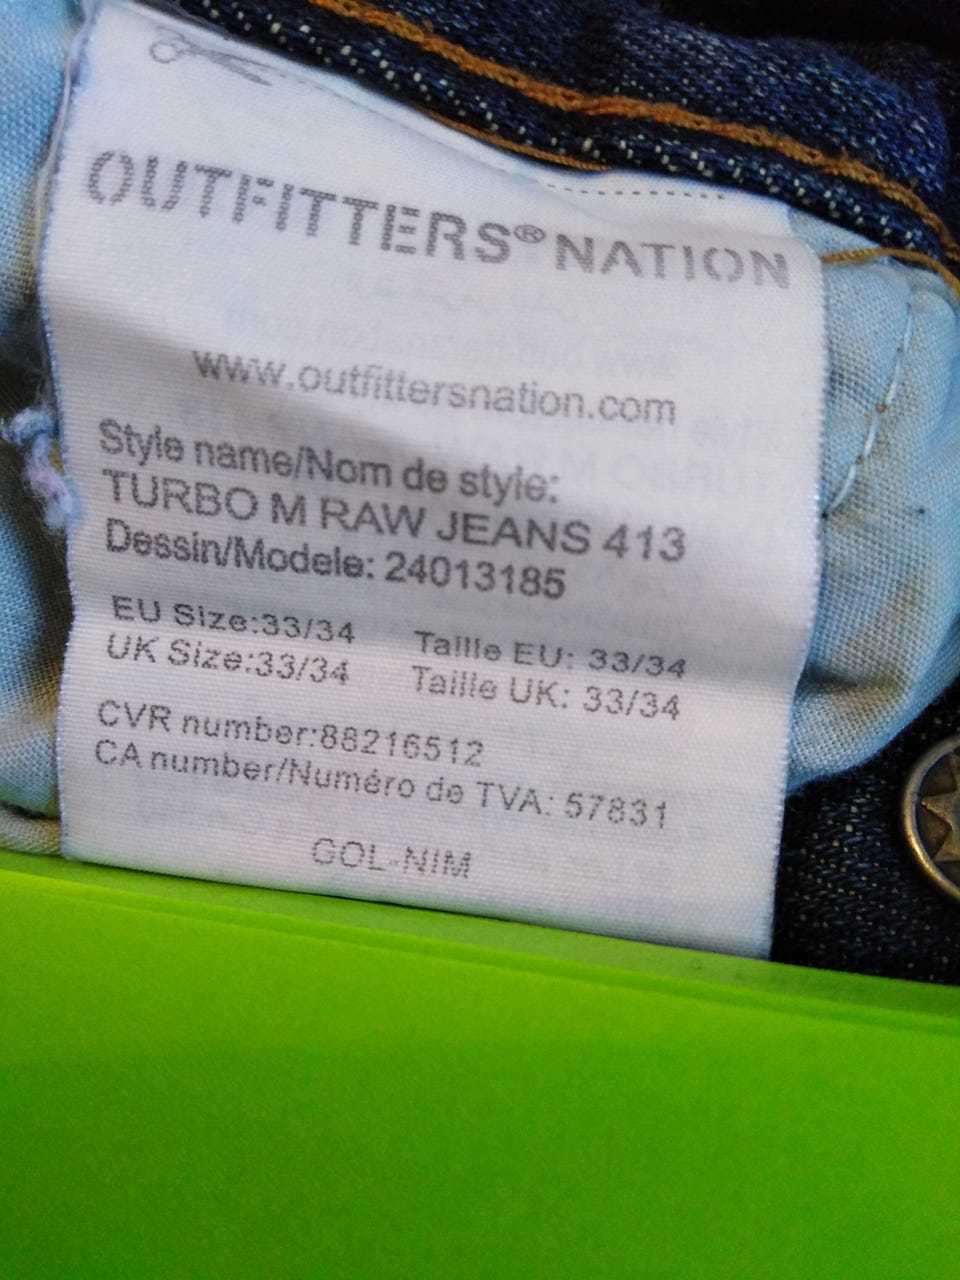 OUTFITTERS® NATION
www.outfittersnation.com
Style name/Nom de style:
TURBO M RAW JEANS 413
Dessin/Modele: 24013185
EU Size:33/34 Taille EU: 33/34
UK Size:33/34 Taille UK: 33/34
CVR number:88216512
CA number/Numéro de TVA: 57831
GOL-NIM